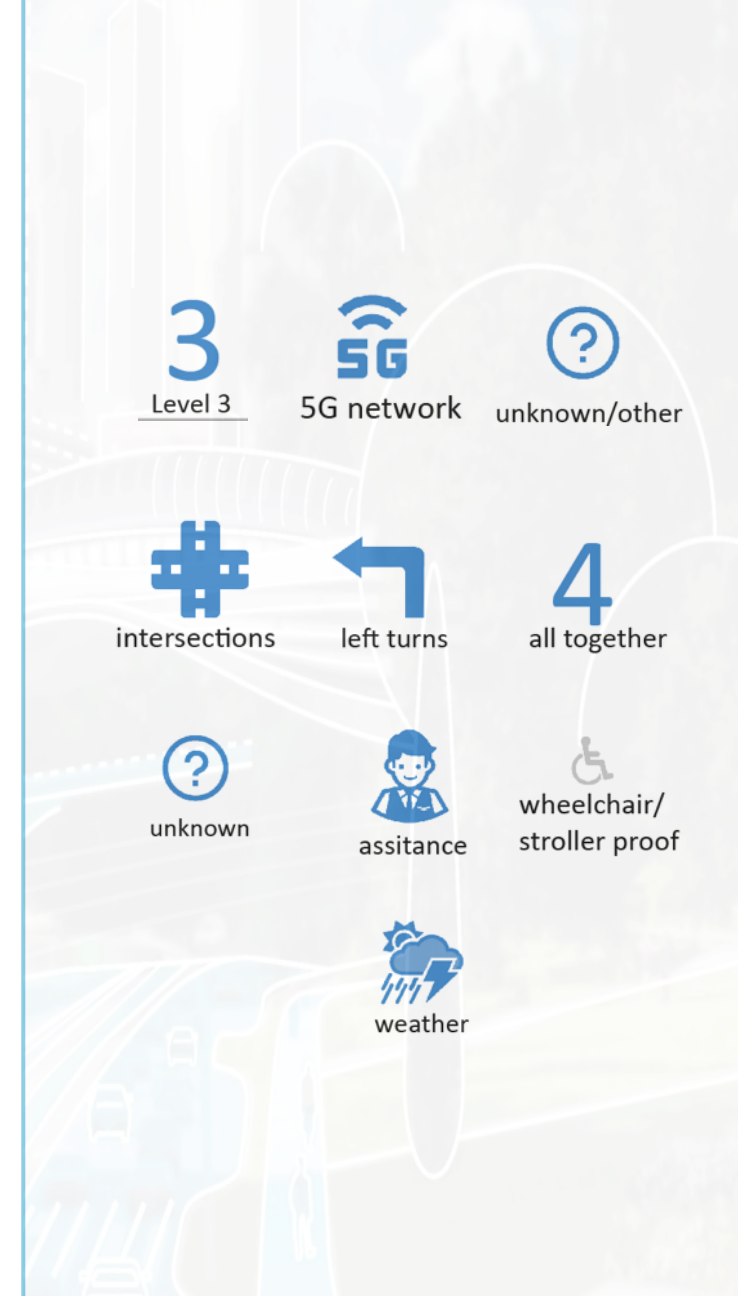 3
5G
?
Level 3
5G network
unknown/other
4
intersections
left turns
all together
?
unknown
assitance
wheelchair/
stroller proof
weather